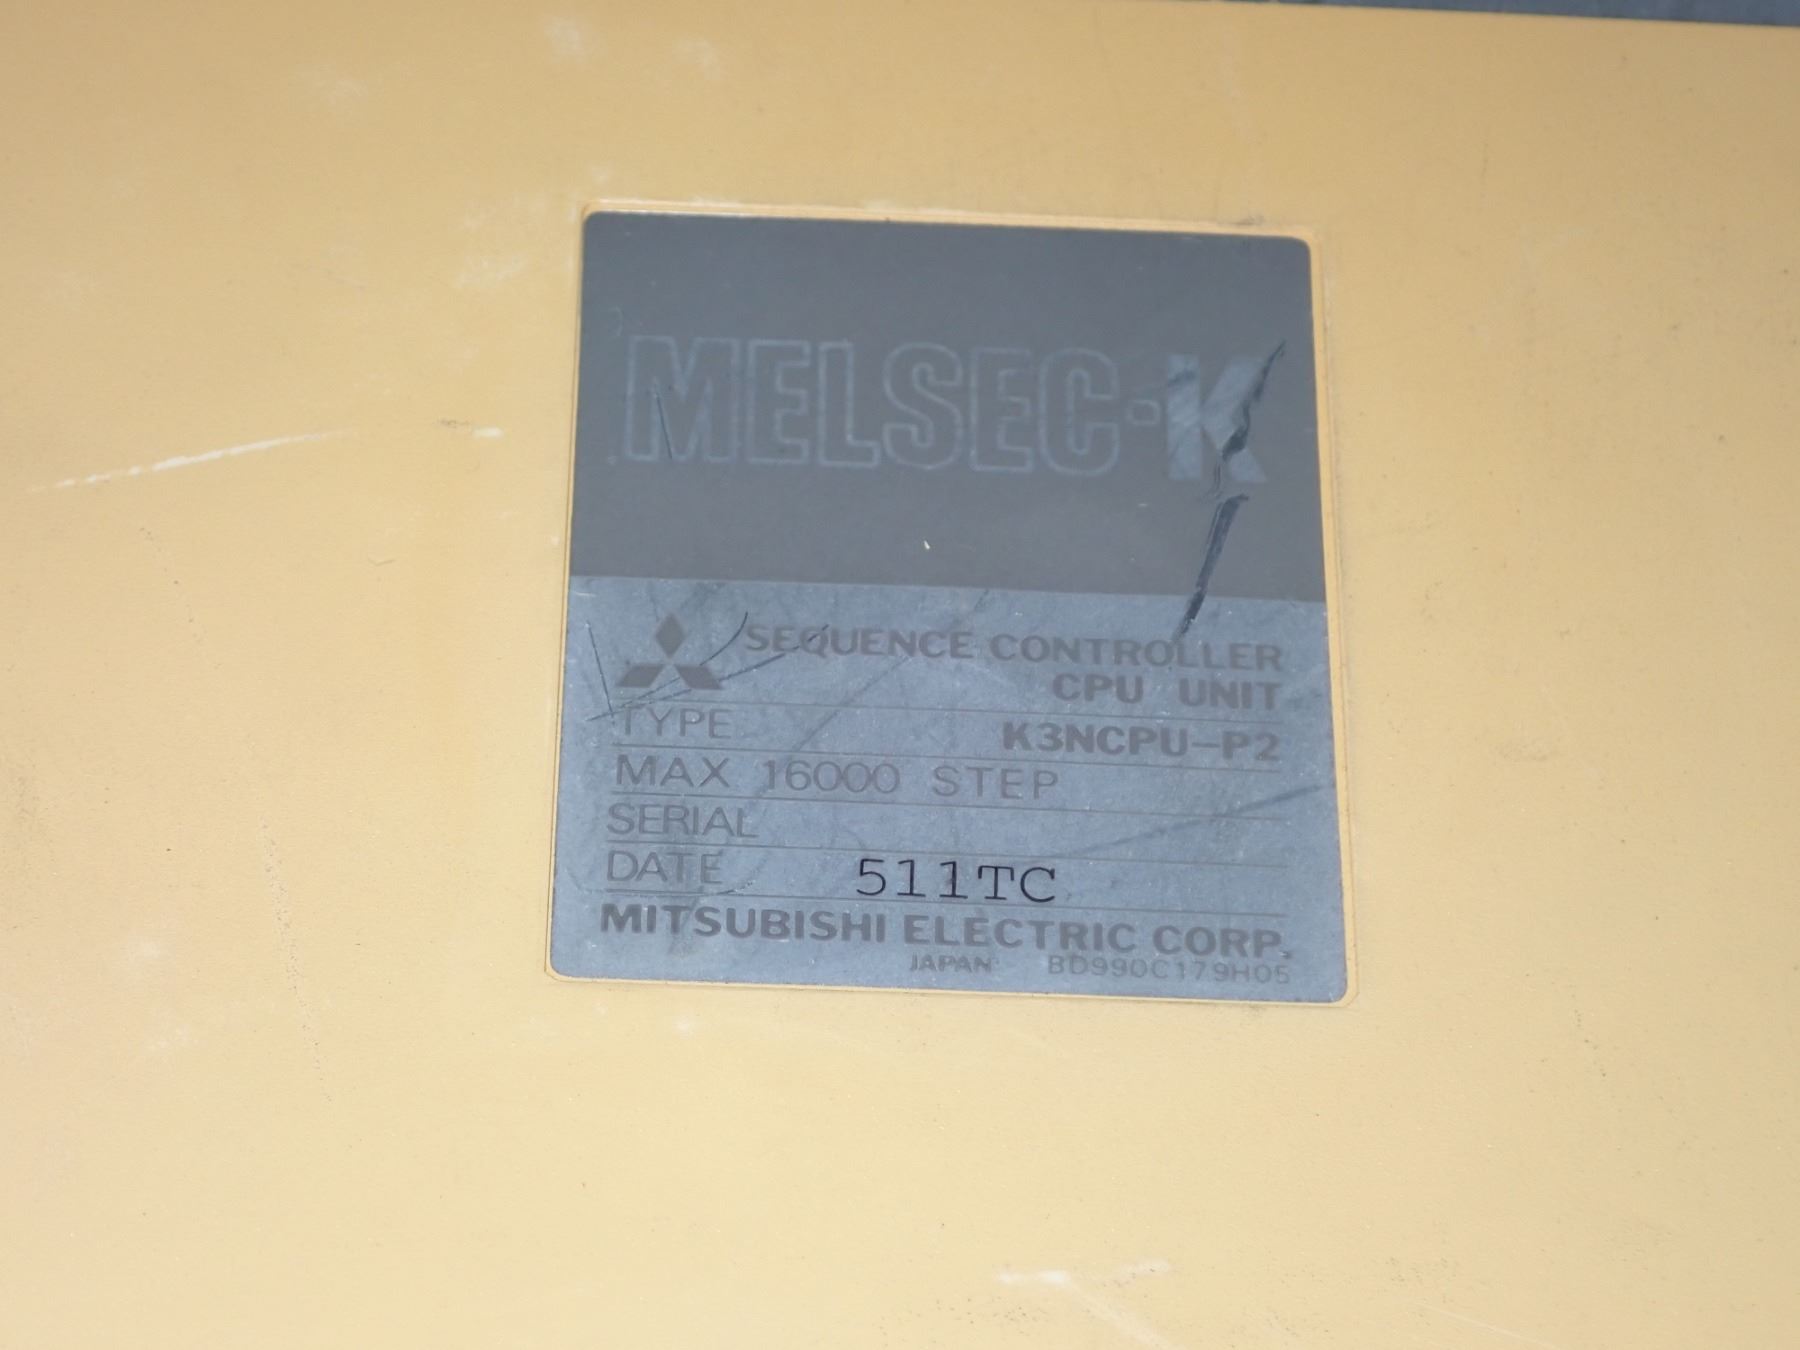 MELSEC-K
SEQUENCE CONTROLLER
CPU UNIT
TYPE K3NCPU-P2
MAX 16000 STEP
SERIAL
DATE 511TC
MITSUBISHI ELECTRIC CORP.
JAPAN BD990C179H05